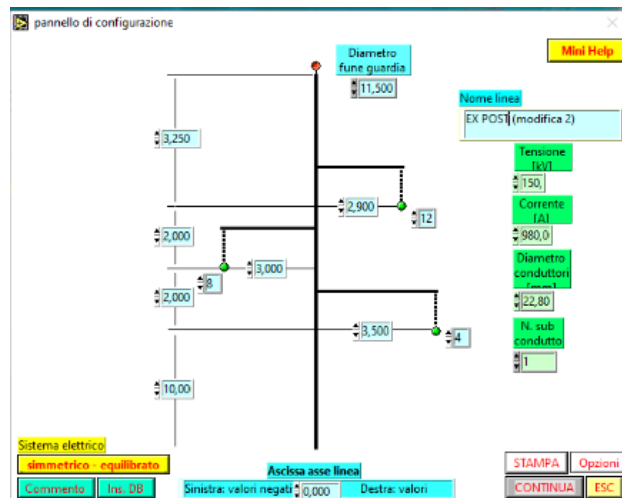 pannello di configurazione
Mini Help
Diametro
fune guardia
11,500
Nome linea
EX POST (modifica 2)
3,250
Tensione
[kV]
150,
2,900
12
Corrente
[A]
980,0
2,000
3,000
8
Diametro
conduttori
[mm]
22,80
2,000
3,500
4
N. sub
condutto
1
10,00
Sistema elettrico
simmetrico - equilibrato
STAMPA
Opzioni
Ascissa asse linea
Commento
Ins. DB
Sinistra: valori negati
0,000
Destra: valori
CONTINUA
ESC